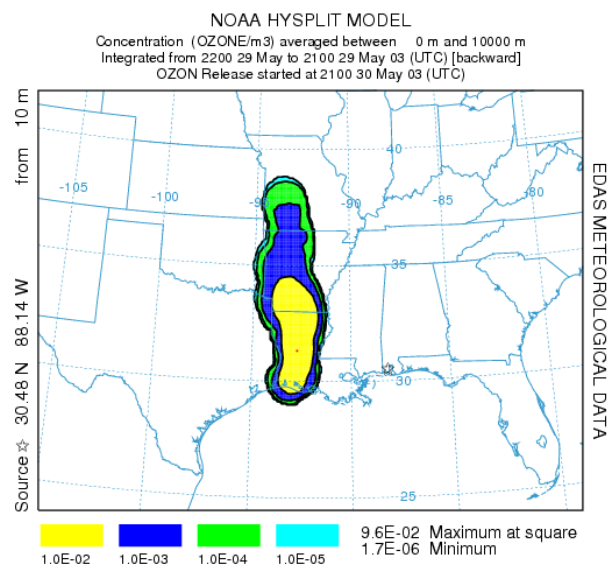 NOAA HYSPLIT MODEL
Concentration (OZONE/m3) averaged between 0 m and 10000 m
Integrated from 2200 29 May to 2100 29 May 03 (UTC) [backward]
OZON Release started at 2100 30 May 03 (UTC)
Source ☆ 30.48 N 88.14 W from 10 m
EDAS METEOROLOGICAL DATA
-105
-100
-90
-85
-80
40
35
30
25
1.0E-02
1.0E-03
1.0E-04
1.0E-05
9.6E-02 Maximum at square
1.7E-06 Minimum